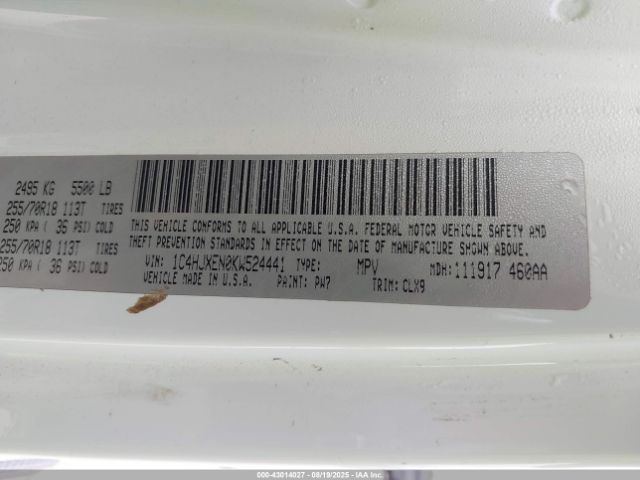 2495 KG 5500 LB
255/70R18 113T TIRES
250 KPA ( 36 PSI) COLD
255/70R18 113T TIRES
250 KPA ( 36 PSI) COLD
THIS VEHICLE CONFORMS TO ALL APPLICABLE U.S.A. FEDERAL MOTOR VEHICLE SAFETY AND
THEFT PREVENTION STANDARDS IN EFFECT ON THE DATE OF MANUFACTURE SHOWN ABOVE.
VIN: 1C4HJXEN0KW524441 TYPE: MPV MDH: 111917 460AA
VEHICLE MADE IN U.S.A. PAINT: PW7 TRIM: CLX9
000-43014027 - 08/19/2025 - IAAI.com